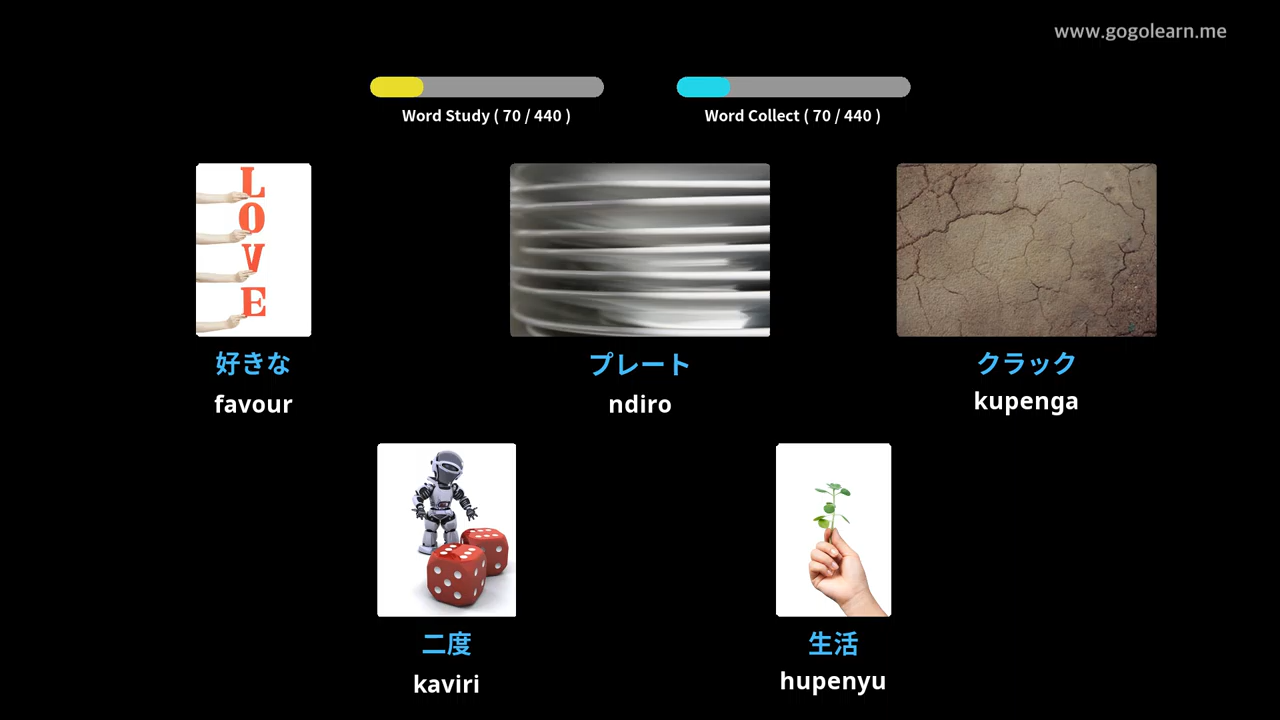 www.gogolearn.me
Word Study ( 70 / 440 )
Word Collect ( 70 / 440 )
LOVE
好きな
favour
プレート
ndiro
クラック
kupenga
二度
kaviri
生活
hupenyu